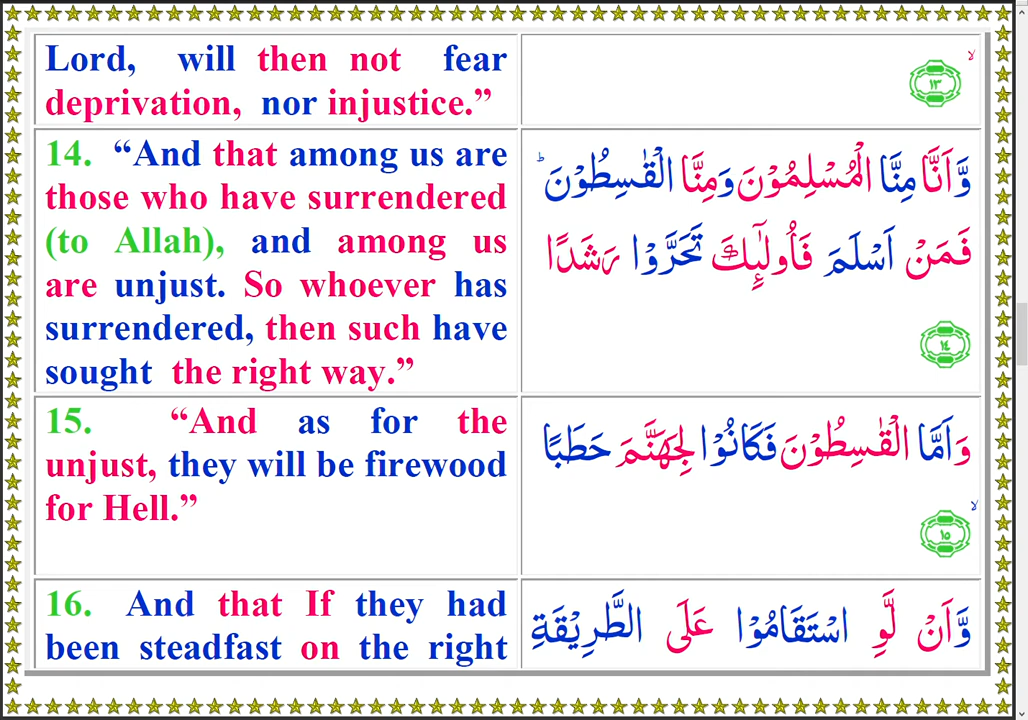 Lord, will then not fear
deprivation, nor injustice.”
ۙ
١٣
14. “And that among us are
those who have surrendered
(to Allah), and among us
are unjust. So whoever has
surrendered, then such have
sought the right way.”
وَّاَنَّا مِنَّا الْمُسْلِمُوْنَ وَمِنَّا الْقٰسِطُوْنَ ؕ
فَمَنْ اَسْلَمَ فَاُولٰٓئِكَ تَحَرَّوْا رَشَدًا
١٤
15. “And as for the
unjust, they will be firewood
for Hell.”
وَاَمَّا الْقٰسِطُوْنَ فَكَانُوْا لِجَهَنَّمَ حَطَبًا
ۙ
١٥
16. And that If they had
been steadfast on the right
وَّاَنْ لَّوِ اسْتَقَامُوْا عَلَى الطَّرِيْقَةِ